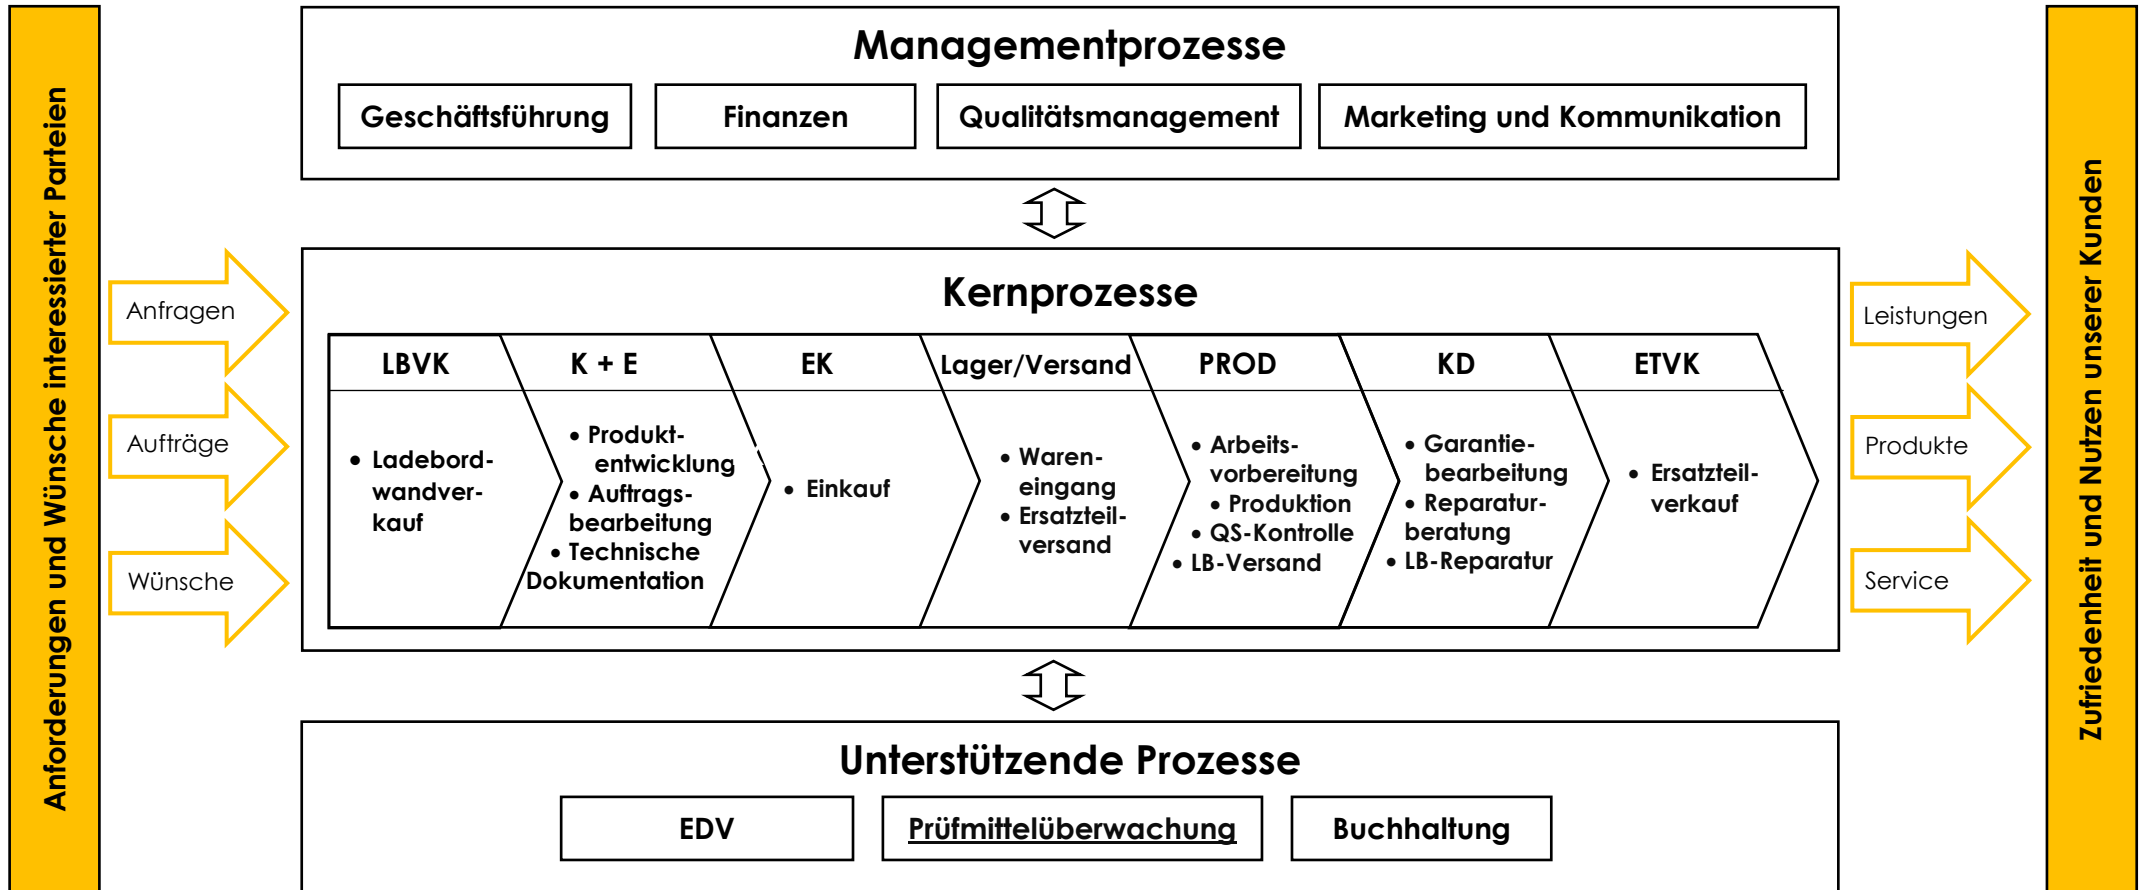 Anforderungen und Wünsche interessierter Parteien
Managementprozesse
Geschäftsführung
Finanzen
Qualitätsmanagement
Marketing und Kommunikation
Anfragen
Aufträge
Wünsche
Kernprozesse
LBVK
• Ladebord-
wandver-
kauf
K + E
• Produkt-
entwicklung
• Auftrags-
bearbeitung
• Technische
Dokumentation
EK
• Einkauf
Lager/Versand
• Waren-
eingang
• Ersatzteil-
versand
PROD
• Arbeits-
vorbereitung
• Produktion
• QS-Kontrolle
• LB-Versand
KD
• Garantie-
bearbeitung
• Reparatur-
beratung
• LB-Reparatur
ETVK
• Ersatzteil-
verkauf
Leistungen
Produkte
Service
Unterstützende Prozesse
EDV
Prüfmittelüberwachung
Buchhaltung
Zufriedenheit und Nutzen unserer Kunden